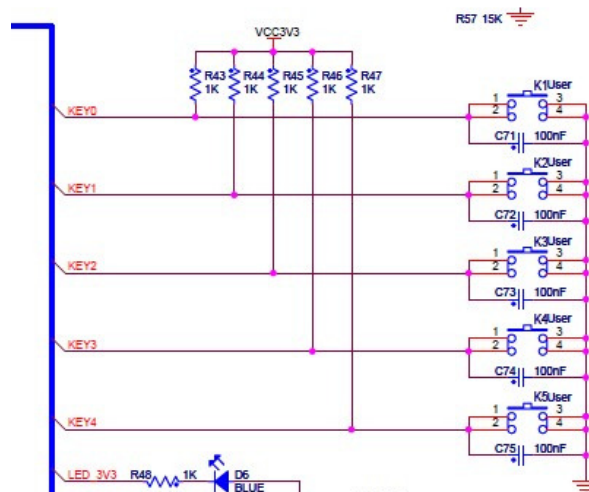 R57 15K
VCC3V3
R43 R44 R45 R46 R47
1K 1K 1K 1K 1K
K1User
1 3
KEY0
2 4
C71 100nF
K2User
1 3
KEY1
2 4
C72 100nF
K3User
1 3
KEY2
2 4
C73 100nF
K4User
1 3
KEY3
2 4
C74 100nF
K5User
1 3
KEY4
2 4
C75 100nF
LED_3V3 R48 1K D6
BLUE